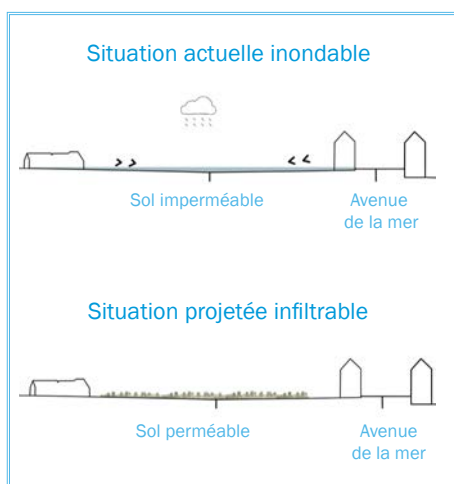 Situation actuelle inondable
Sol imperméable
Avenue
de la mer
Situation projetée infiltrable
Sol perméable
Avenue
de la mer